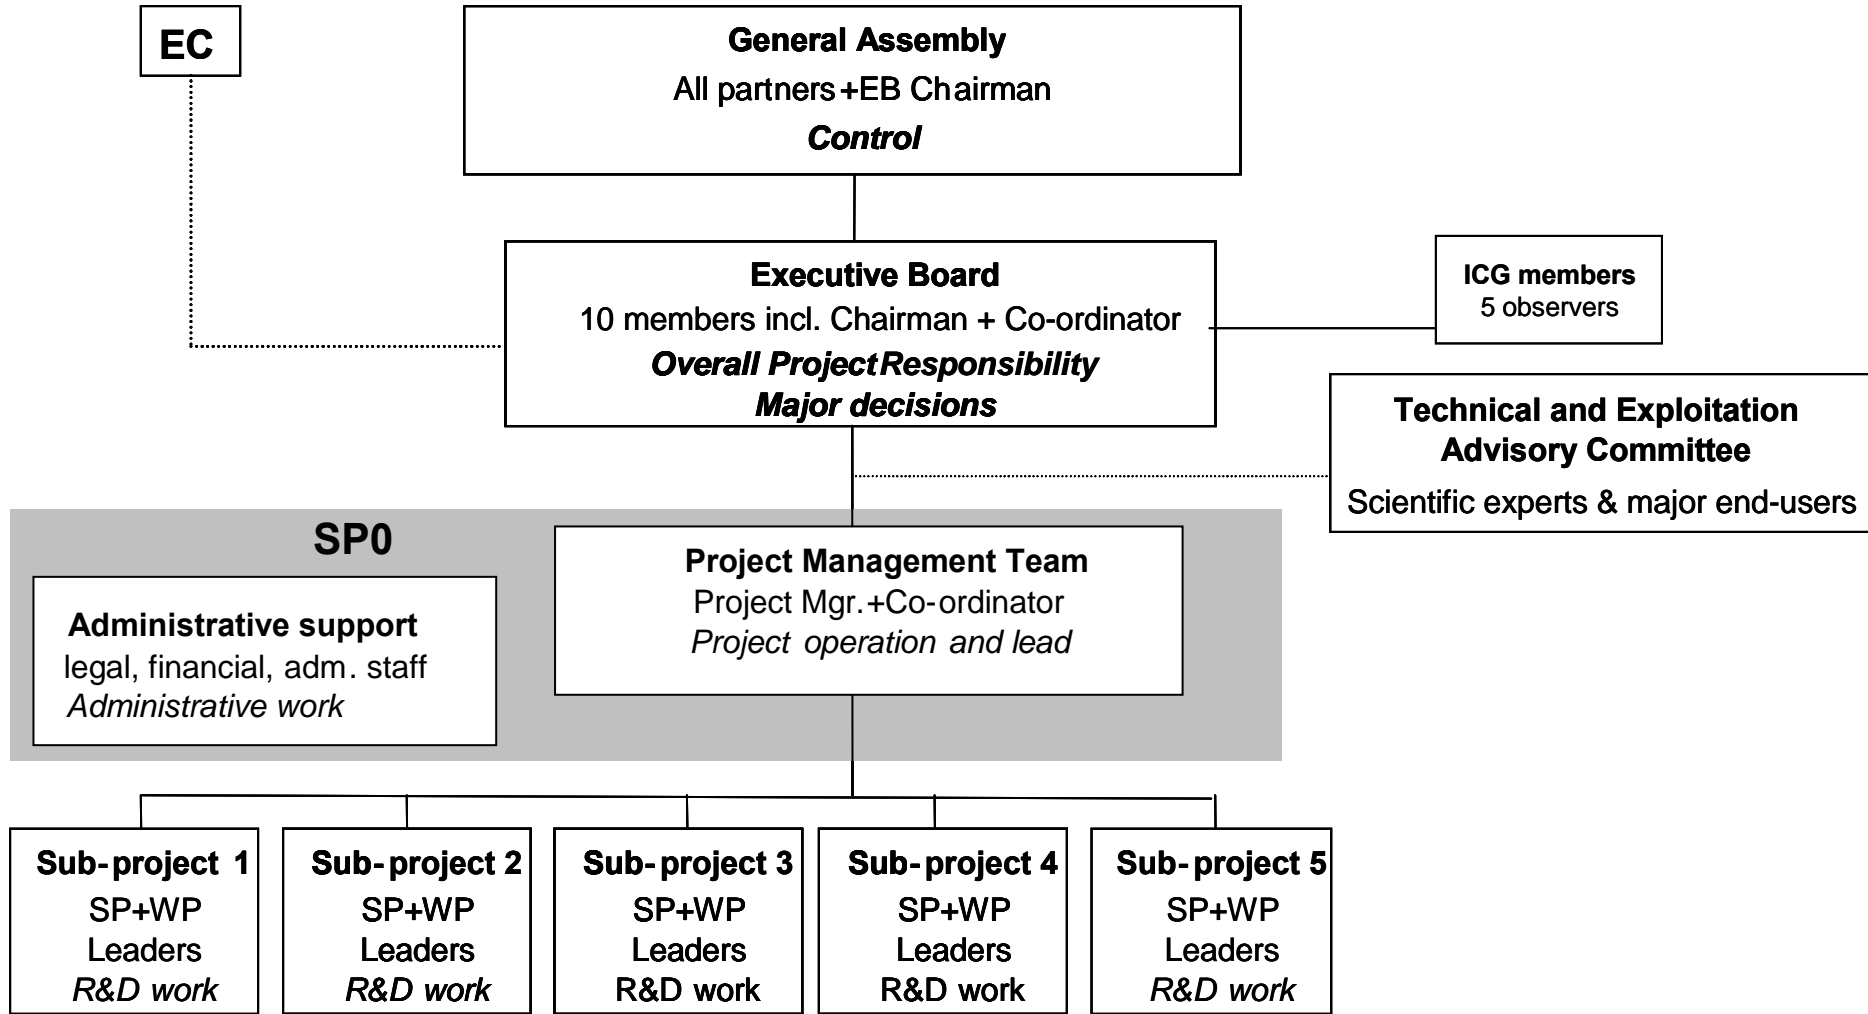 EC
General Assembly
All partners+EB Chairman
Control
Executive Board
10 members incl. Chairman + Co-ordinator
Overall Project Responsibility
Major decisions
ICG members
5 observers
Technical and Exploitation
Advisory Committee
Scientific experts & major end-users
SP0
Administrative support
legal, financial, adm. staff
Administrative work
Project Management Team
Project Mgr.+Co-ordinator
Project operation and lead
Sub-project 1
SP+WP
Leaders
R&D work
Sub-project 2
SP+WP
Leaders
R&D work
Sub-project 3
SP+WP
Leaders
R&D work
Sub-project 4
SP+WP
Leaders
R&D work
Sub-project 5
SP+WP
Leaders
R&D work